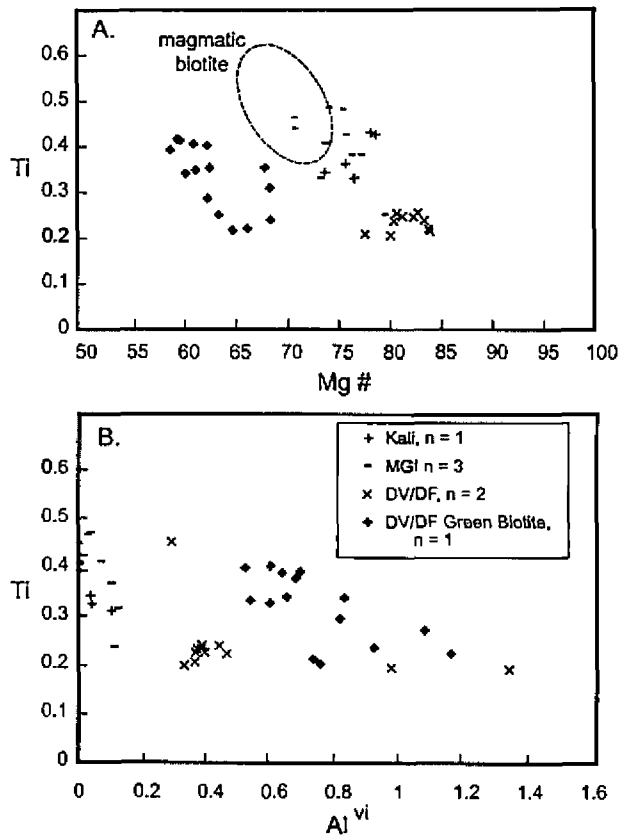 A.
magmatic
biotite
0.6
0.5
0.4
Ti
0.3
0.2
0.1
0
50 55 60 65 70 75 80 85 90 95 100
Mg #
B.
+ Kali, n = 1
- MGI n = 3
× DV/DF, n = 2
◆ DV/DF Green Biotite,
n = 1
0.6
0.5
0.4
Ti
0.3
0.2
0.1
0
0 0.2 0.4 0.6 0.8 1 1.2 1.4 1.6
Al vi